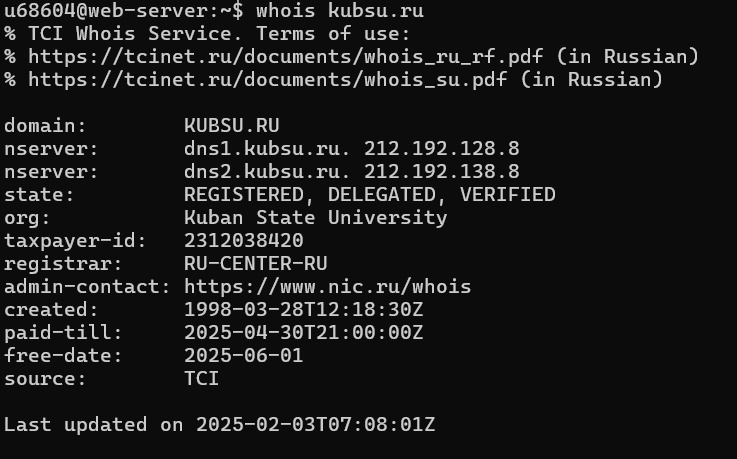 u68604@web-server:~$ whois kubsu.ru
% TCI Whois Service. Terms of use:
% https://tcinet.ru/documents/whois_ru_rf.pdf (in Russian)
% https://tcinet.ru/documents/whois_su.pdf (in Russian)

domain:        KUBSU.RU
nserver:       dns1.kubsu.ru. 212.192.128.8
nserver:       dns2.kubsu.ru. 212.192.138.8
state:         REGISTERED, DELEGATED, VERIFIED
org:           Kuban State University
taxpayer-id:   2312038420
registrar:     RU-CENTER-RU
admin-contact: https://www.nic.ru/whois
created:       1998-03-28T12:18:30Z
paid-till:     2025-04-30T21:00:00Z
free-date:     2025-06-01
source:        TCI

Last updated on 2025-02-03T07:08:01Z